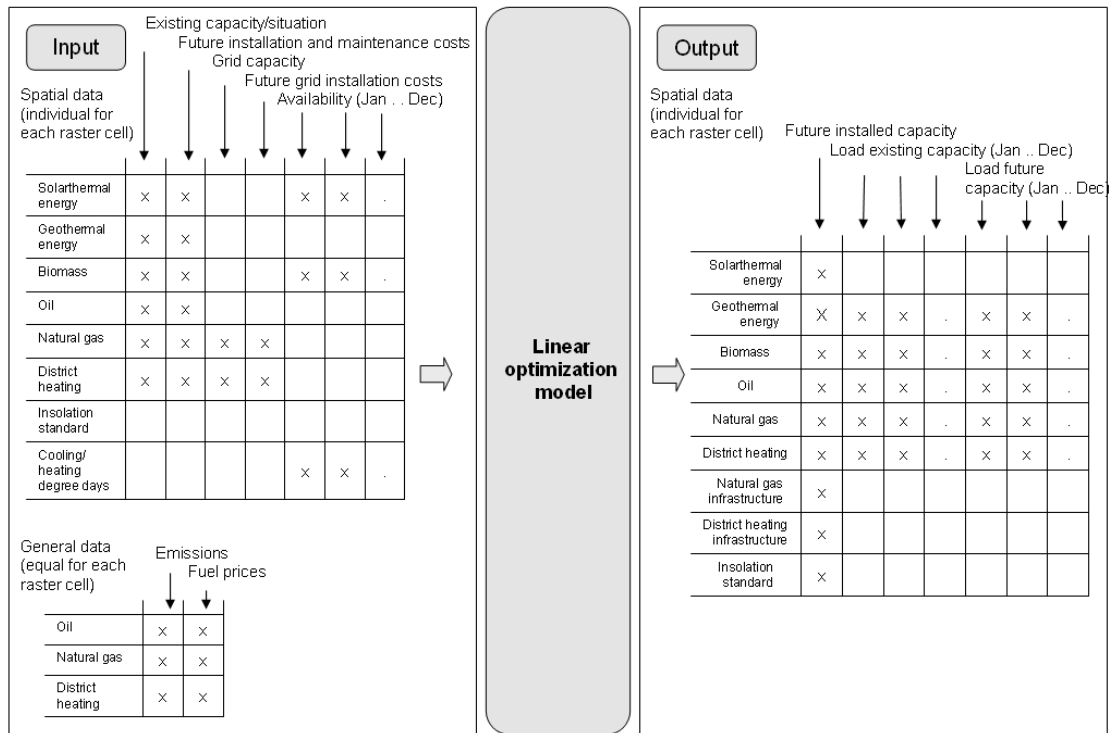 Input
Existing capacity/situation
Future installation and maintenance costs
Grid capacity
Future grid installation costs
Availability (Jan .. Dec)
Spatial data
(individual for
each raster cell)
Solarthermal
energy
x x x x .
Geothermal
energy
x x
Biomass
x x x x .
Oil
x x
Natural gas
x x x x
District
heating
x x x x
Insolation
standard
Cooling/
heating
degree days
x x .
General data
(equal for each
raster cell)
Emissions
Fuel prices
Oil
x x
Natural gas
x x
District
heating
x x
Linear
optimization
model
Output
Spatial data
(individual for
each raster cell)
Future installed capacity
Load existing capacity (Jan .. Dec)
Load future
capacity (Jan .. Dec)
Solarthermal
energy
x
Geothermal
energy
X x x . x x .
Biomass
x x x . x x .
Oil
x x x . x x .
Natural gas
x x x . x x .
District heating
x x x . x x .
Natural gas
infrastructure
x
District heating
infrastructure
x
Insolation
standard
x